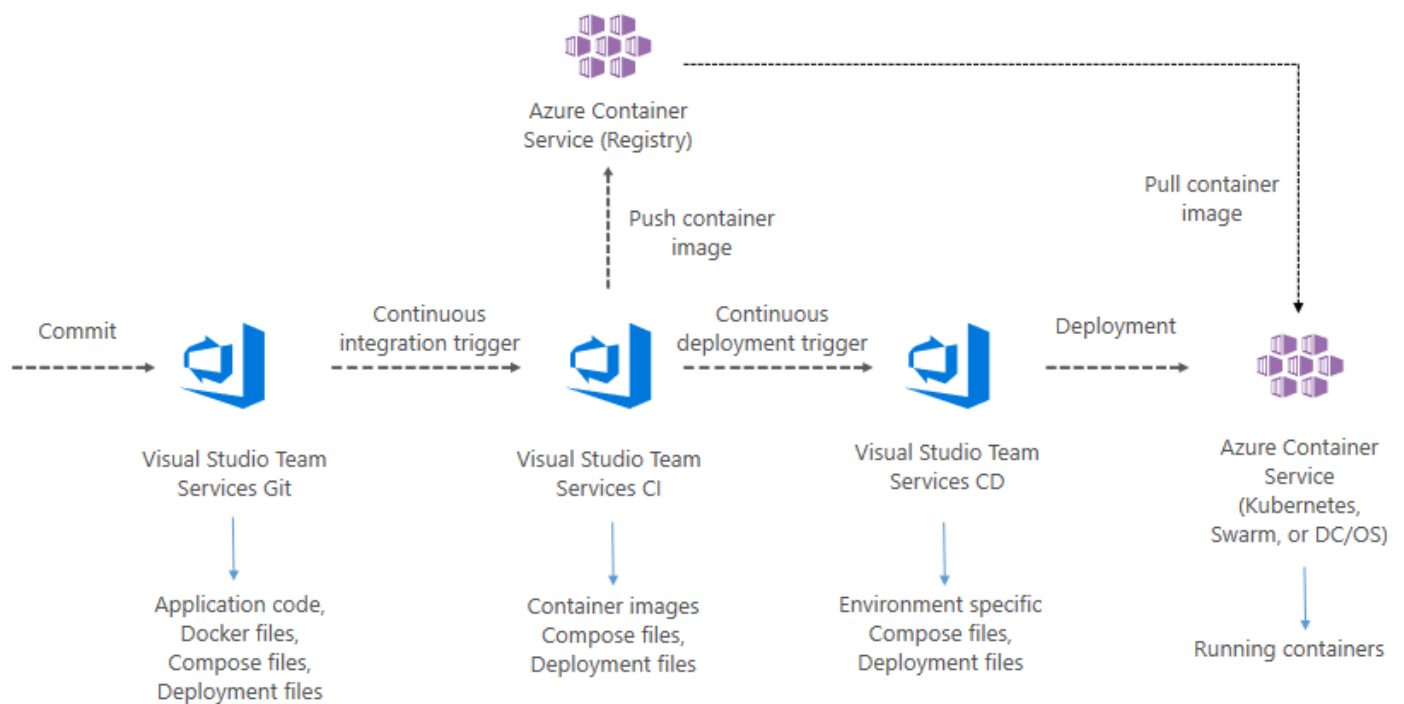 Azure Container
Service (Registry)
Pull container
image
Push container
image
Commit
Continuous
integration trigger
Continuous
deployment trigger
Deployment
Visual Studio Team
Services Git
Visual Studio Team
Services CI
Visual Studio Team
Services CD
Azure Container
Service
(Kubernetes,
Swarm, or DC/OS)
Application code,
Docker files,
Compose files,
Deployment files
Container images
Compose files,
Deployment files
Environment specific
Compose files,
Deployment files
Running containers